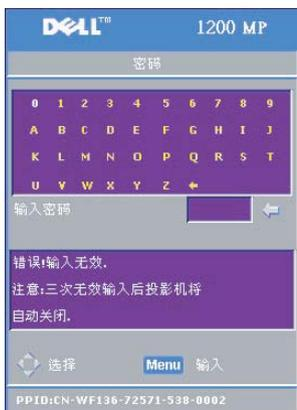 DELL™ 1200 MP
密码
0 1 2 3 4 5 6 7 8 9
A B C D E F G H I J
K L M N O P Q R S T
U V W X Y Z ←
输入密码
错误!输入无效.
注意:三次无效输入后投影机将
自动关闭.
选择 Menu 输入
PPID:CN-WF136-72571-538-0002